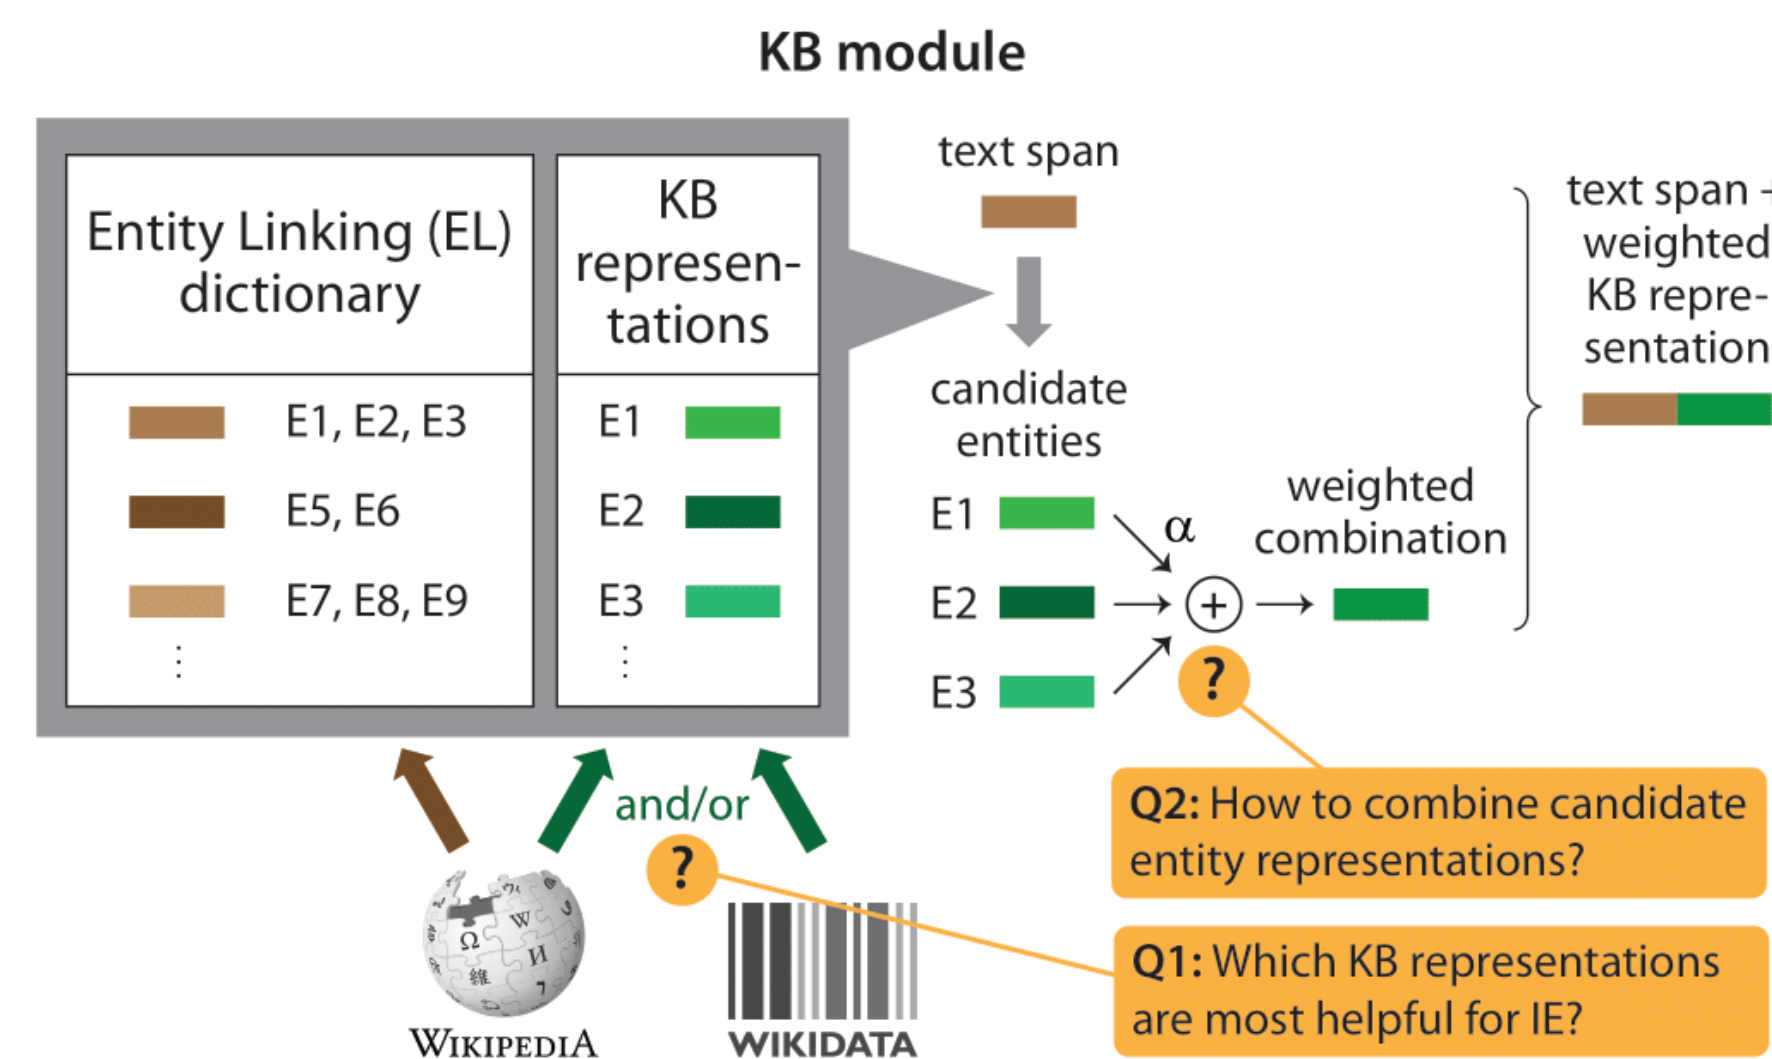 KB module
Entity Linking (EL)
dictionary
KB
represen-
tations
E1, E2, E3
E5, E6
E7, E8, E9
⋮
E1
E2
E3
⋮
text span
candidate
entities
E1
E2
E3
α
+
weighted
combination
text span +
weighted
KB repre-
sentation
?
and/or
?
Q2: How to combine candidate
entity representations?
Q1: Which KB representations
are most helpful for IE?
Ω
W
И
維
WIKIPEDIA
WIKIDATA